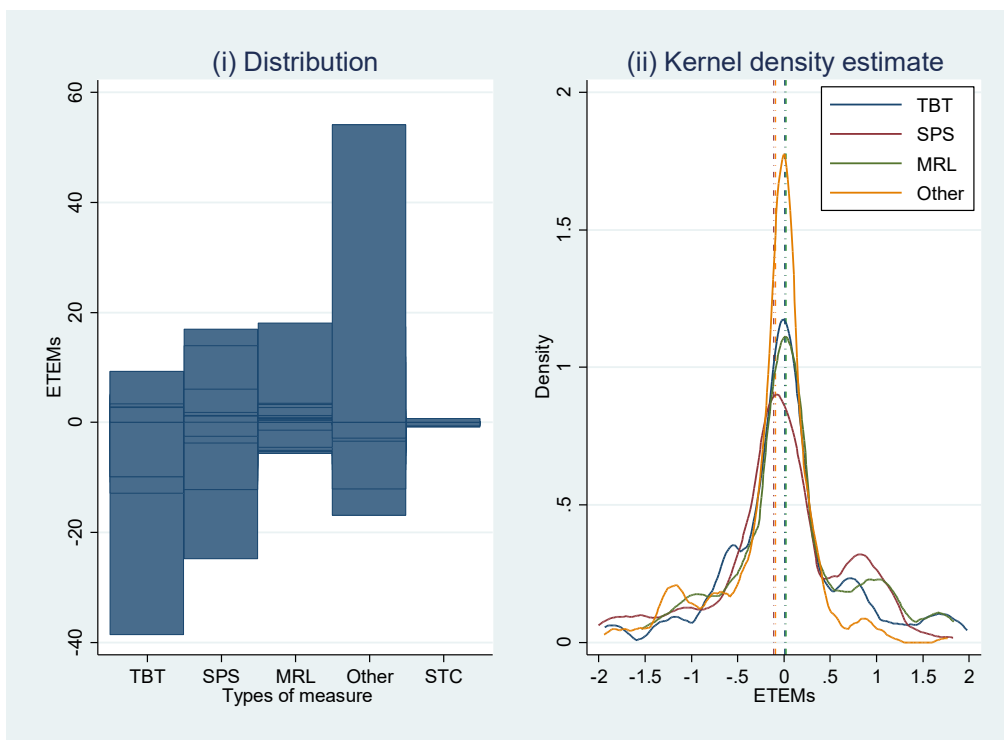 (i) Distribution
60
40
20
0
-20
-40
ETEMs
TBT SPS MRL Other STC
Types of measure
(ii) Kernel density estimate
2
1.5
1
.5
0
Density
-2 -1.5 -1 -.5 0 .5 1 1.5 2
ETEMs
TBT
SPS
MRL
Other